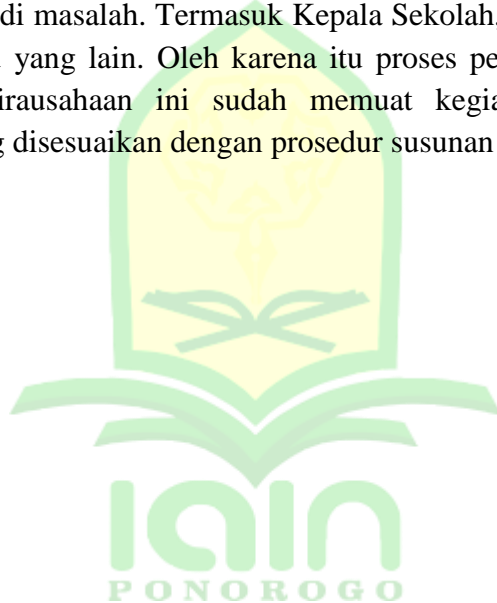 di masalah. Termasuk Kepala Sekolah,
yang lain. Oleh karena itu proses pe
irausahaan ini sudah memuat kegia
g disesuaikan dengan prosedur susunan
iain
PONOROGO